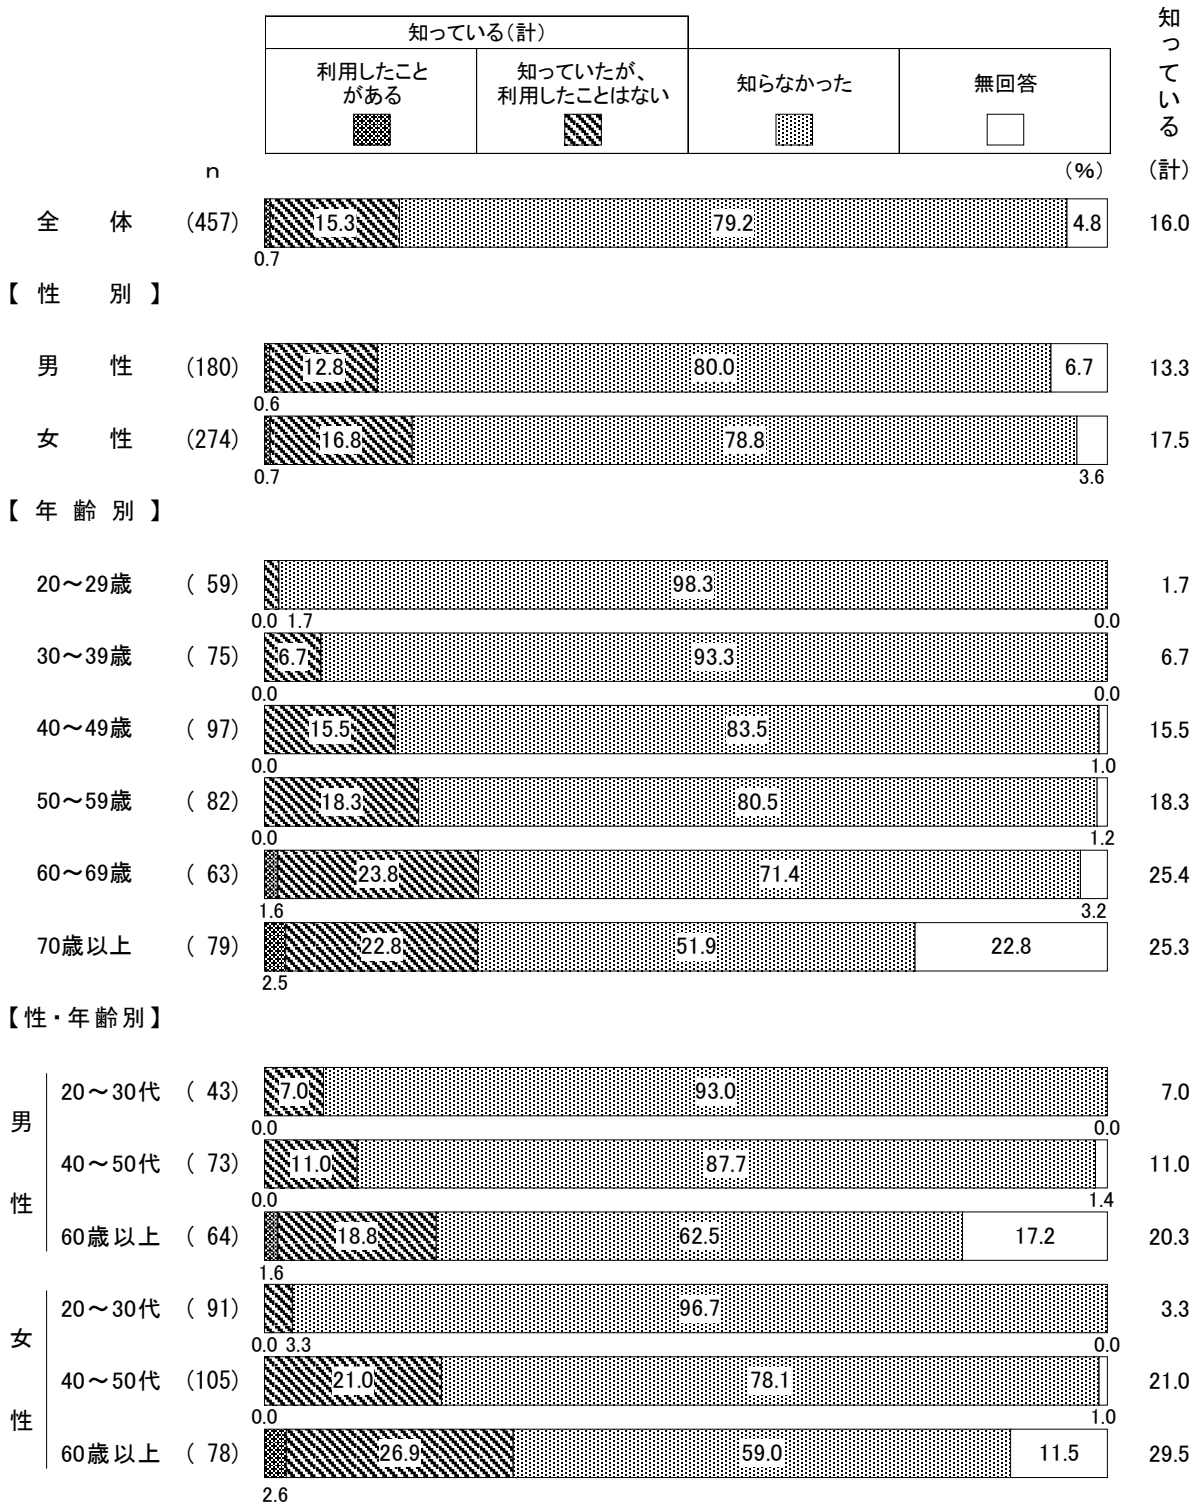 知っている(計)
利用したこと
がある
知っていたが、
利用したことはない
知らなかった
無回答
知っている
(計)
n
(%)
全 体 (457) 15.3 79.2 4.8 16.0
0.7
【 性 別 】
男 性 (180) 12.8 80.0 6.7 13.3
0.6
女 性 (274) 16.8 78.8 17.5
0.7 3.6
【 年 齢 別 】
20～29歳 ( 59) 98.3 1.7
0.0 1.7 0.0
30～39歳 ( 75) 6.7 93.3 6.7
0.0 0.0
40～49歳 ( 97) 15.5 83.5 15.5
0.0 1.0
50～59歳 ( 82) 18.3 80.5 18.3
0.0 1.2
60～69歳 ( 63) 23.8 71.4 25.4
1.6 3.2
70歳以上 ( 79) 22.8 51.9 22.8 25.3
2.5
【性・年齢別】
男性
20～30代 ( 43) 7.0 93.0 7.0
0.0 0.0
40～50代 ( 73) 11.0 87.7 11.0
0.0 1.4
60歳以上 ( 64) 18.8 62.5 17.2 20.3
1.6
女性
20～30代 ( 91) 96.7 3.3
0.0 3.3 0.0
40～50代 (105) 21.0 78.1 21.0
0.0 1.0
60歳以上 ( 78) 26.9 59.0 11.5 29.5
2.6